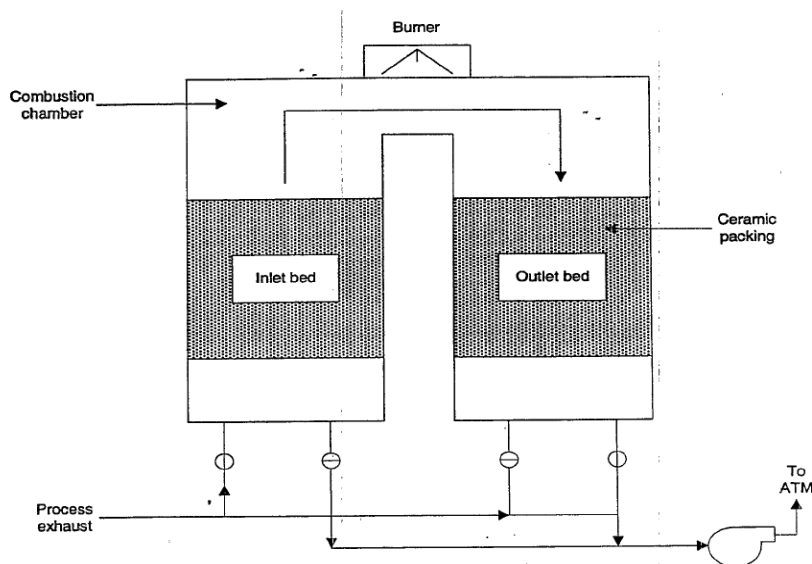 Burner
Combustion
chamber
Ceramic
packing
Inlet bed
Outlet bed
To
ATM
Process
exhaust